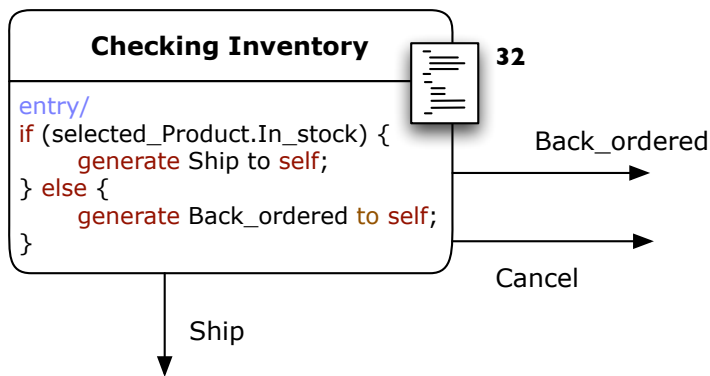 Checking Inventory
32
entry/
if (selected_Product.In_stock) {
generate Ship to self;
} else {
generate Back_ordered to self;
}
Back_ordered
Cancel
Ship